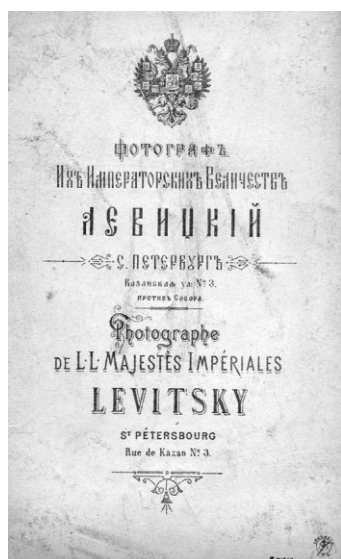 ФОТОГРАФЪ
ИХЪ ИМПЕРАТОРСКИХЪ ВЕЛИЧЕСТВЪ
ЛЕВИЦКІЙ
С. ПЕТЕРБУРГЪ
Казанская ул: № 3.
ПРОТИВЪ СОБОРА.
Photographe
DE L·L·MAJESTÉS IMPÉRIALES
LEVITSKY
ST PÉTERSBOURG
Rue de Kazan No 3.